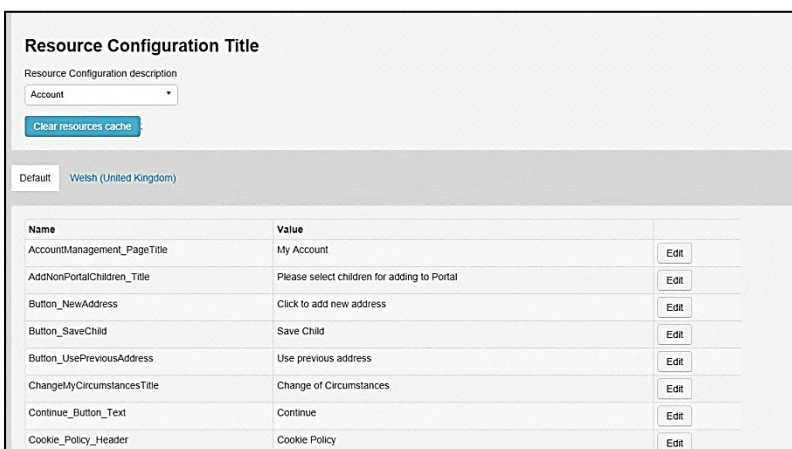 Resource Configuration Title
Resource Configuration description
Account
Clear resources cache
Default Welsh (United Kingdom)
Name Value
AccountManagement_PageTitle My Account Edit
AddNonPortalChildren_Title Please select children for adding to Portal Edit
Button_NewAddress Click to add new address Edit
Button_SaveChild Save Child Edit
Button_UsePreviousAddress Use previous address Edit
ChangeMyCircumstancesTitle Change of Circumstances Edit
Continue_Button_Text Continue Edit
Cookie_Policy_Header Cookie Policy Edit